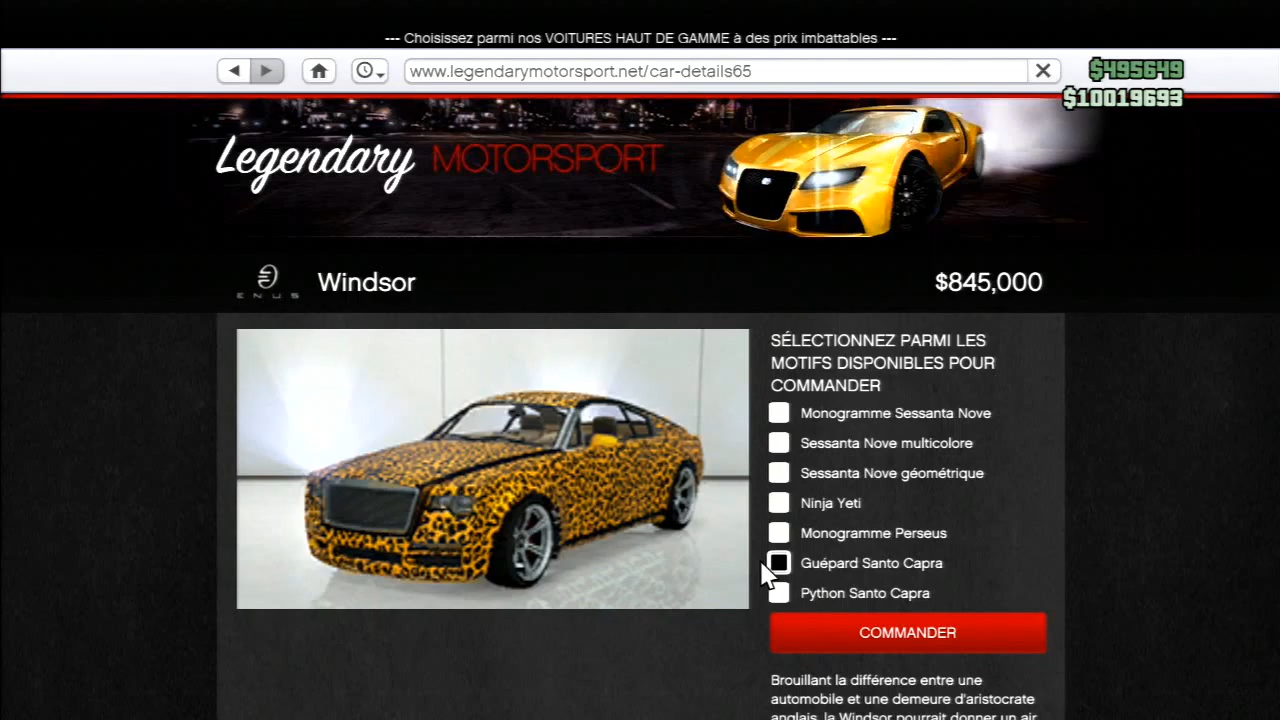 --- Choisissez parmi nos VOITURES HAUT DE GAMME à des prix imbattables ---
www.legendarymotorsport.net/car-details65
$495649
$10019693
Legendary MOTORSPORT
ENUS
Windsor
$845,000
SÉLECTIONNEZ PARMI LES
MOTIFS DISPONIBLES POUR
COMMANDER
Monogramme Sessanta Nove
Sessanta Nove multicolore
Sessanta Nove géométrique
Ninja Yeti
Monogramme Perseus
Guépard Santo Capra
Python Santo Capra
COMMANDER
Brouillant la différence entre une
automobile et une demeure d'aristocrate
anglais, la Windsor pourrait donner un air